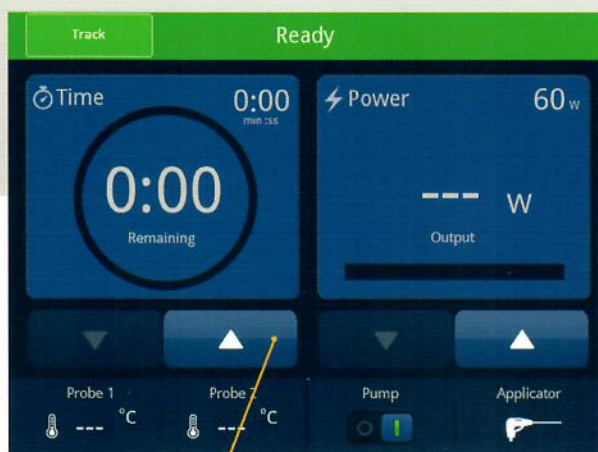 Track
Ready
Time
0:00
min:ss
0:00
Remaining
Power
60 w
--- W
Output
Probe 1
--- °C
Probe 2
--- °C
Pump
Applicator